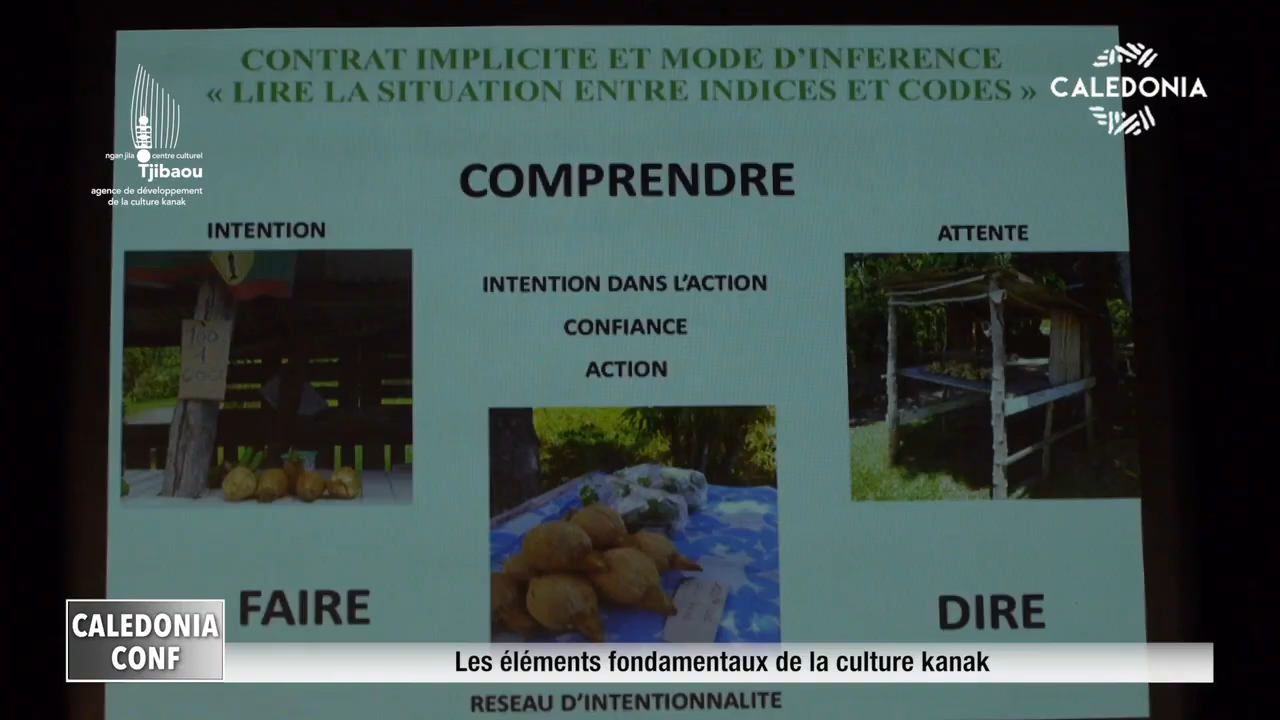 CONTRAT IMPLICITE ET MODE D'INFERENCE
« LIRE LA SITUATION ENTRE INDICES ET CODES »
CALEDONIA
ngan jila centre culturel
Tjibaou
agence de développement
de la culture kanak
COMPRENDRE
INTENTION
ATTENTE
INTENTION DANS L'ACTION
CONFIANCE
ACTION
100
FAIRE
DIRE
CALEDONIA
CONF
Les éléments fondamentaux de la culture kanak
RESEAU D'INTENTIONNALITE